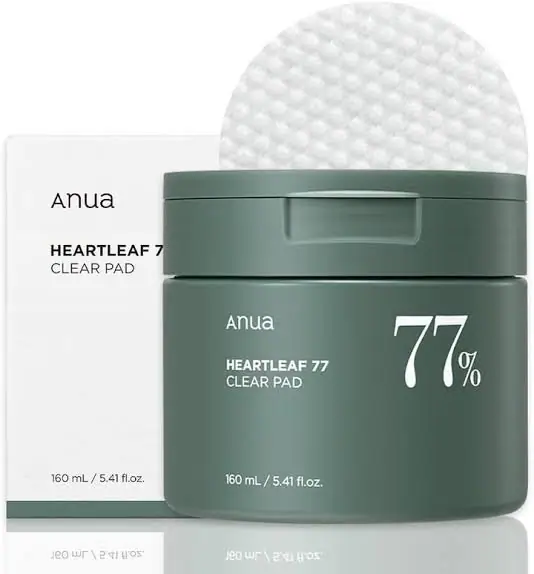 Anua
HEARTLEAF 7
CLEAR PAD
160 mL / 5.41 fl.oz.
Anua
HEARTLEAF 77
CLEAR PAD
77%
160 mL / 5.41 fl.oz.